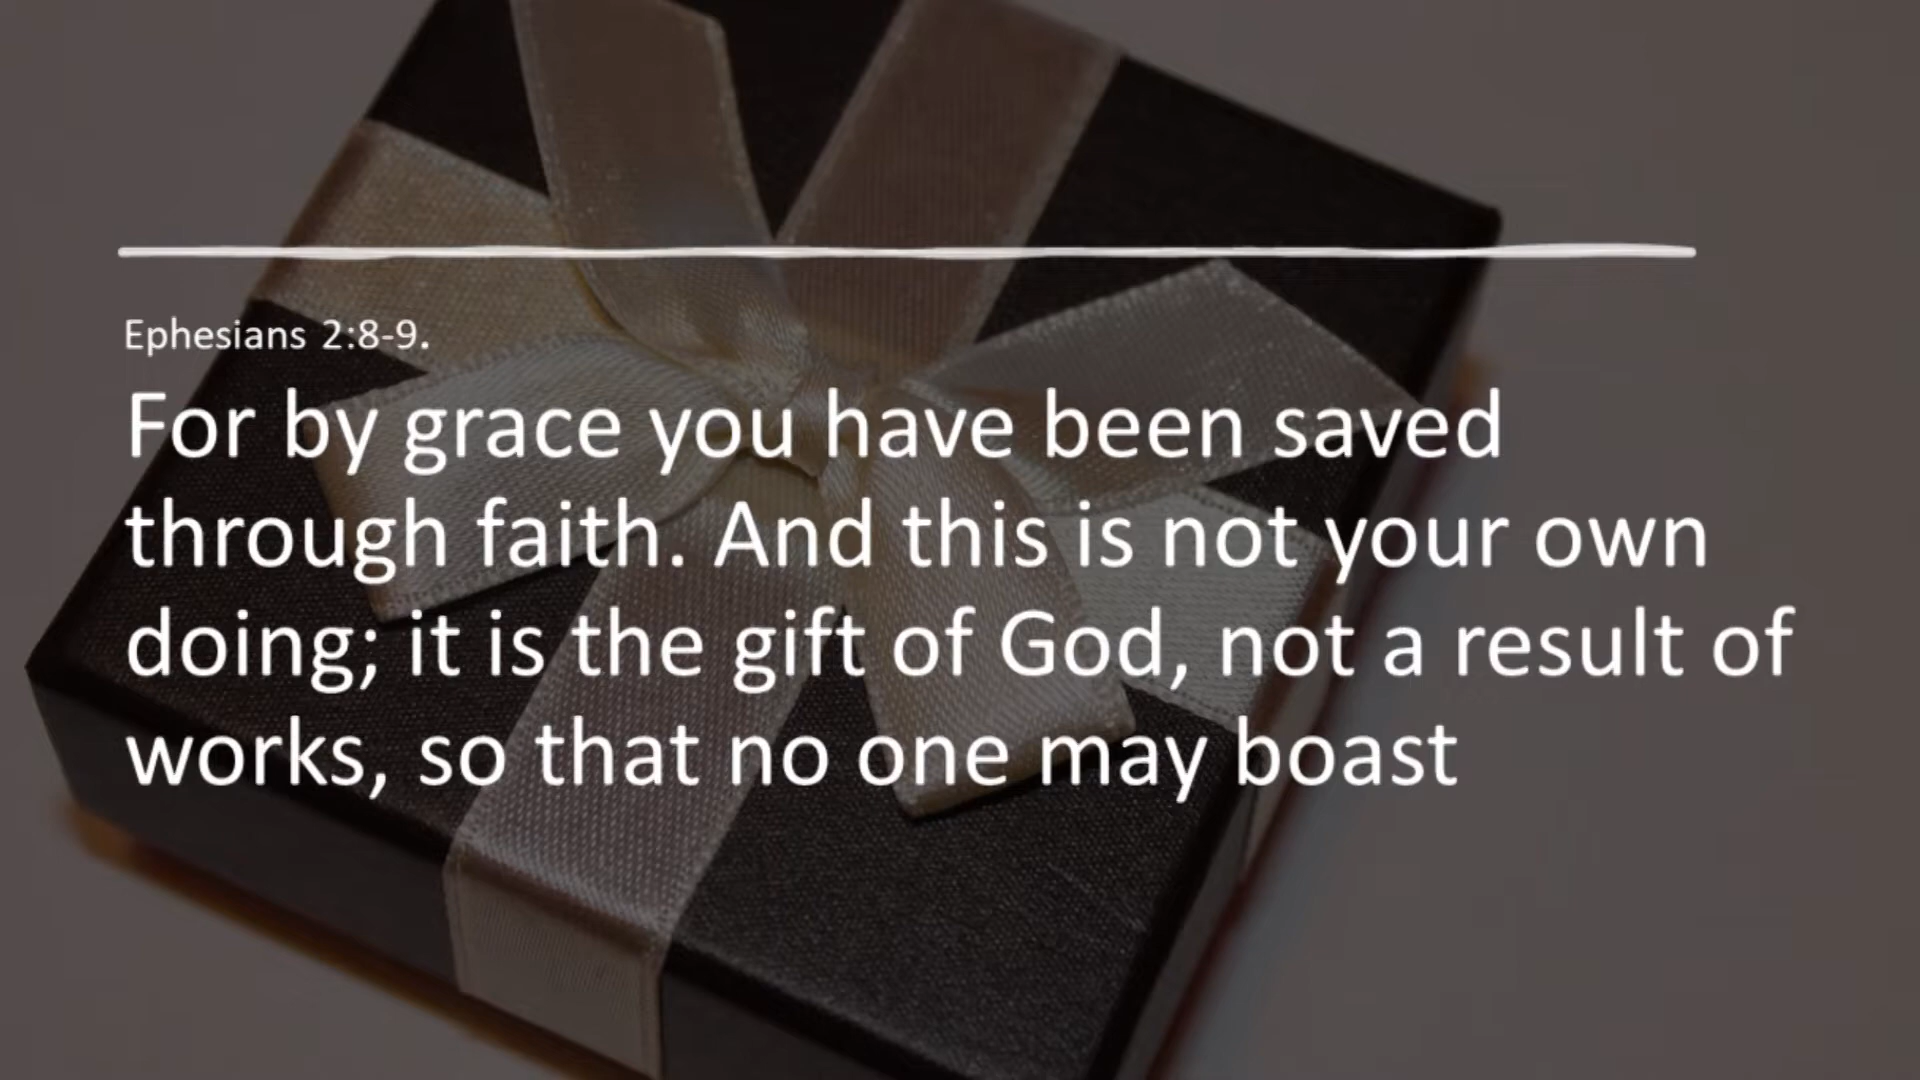 Ephesians 2:8-9.
For by grace you have been saved
through faith. And this is not your own
doing; it is the gift of God, not a result of
works, so that no one may boast